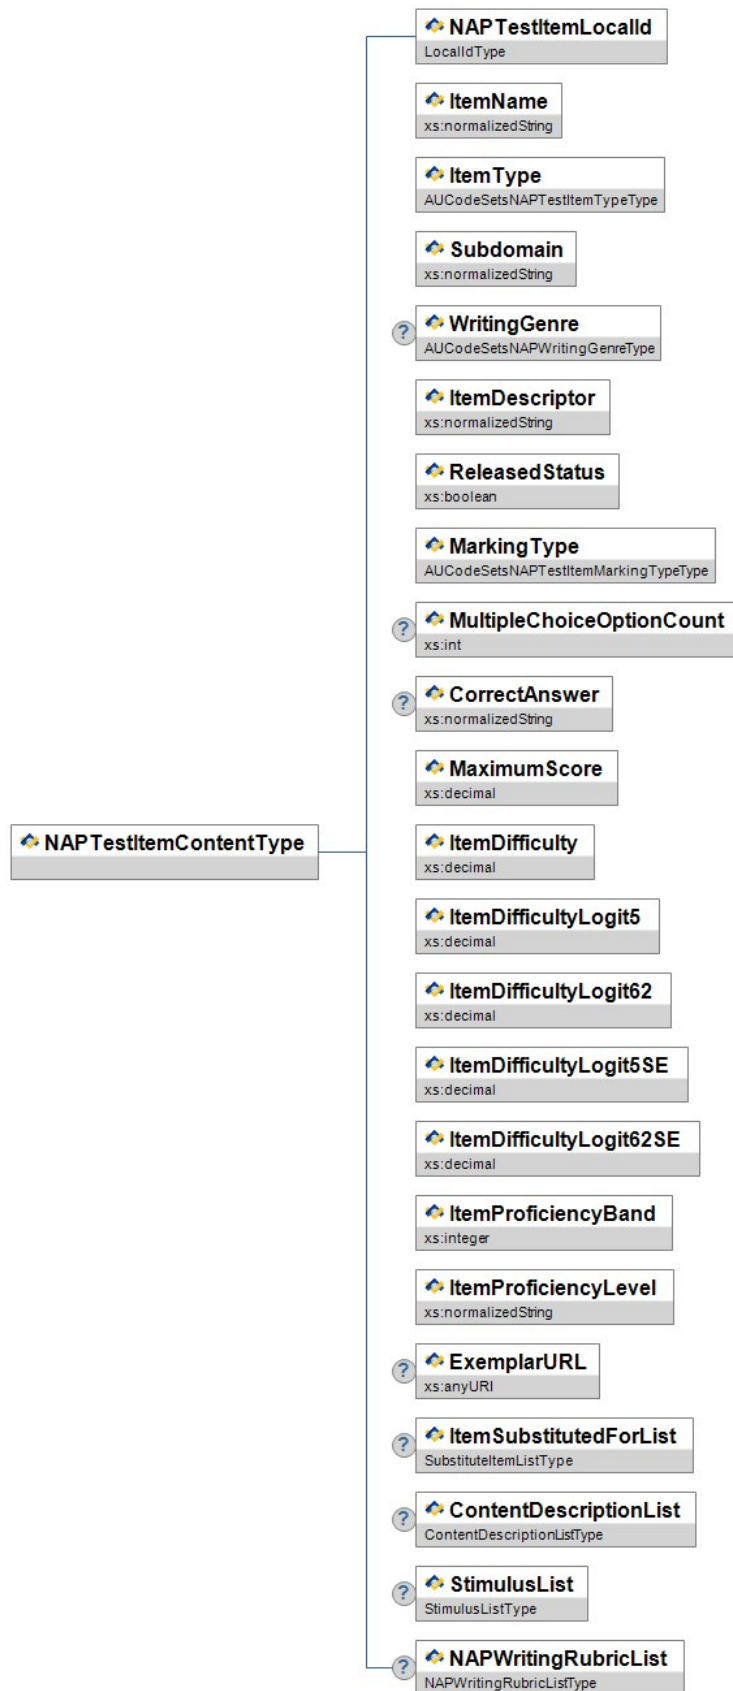 NAPTestItemLocalId
LocalIdType
ItemName
xs:normalizedString
ItemType
AUCodeSetsNAPTestItemTypeType
Subdomain
xs:normalizedString
?
WritingGenre
AUCodeSetsNAPWritingGenreType
ItemDescriptor
xs:normalizedString
ReleasedStatus
xs:boolean
MarkingType
AUCodeSetsNAPTestItemMarkingTypeType
?
MultipleChoiceOptionCount
xs:int
?
CorrectAnswer
xs:normalizedString
MaximumScore
xs:decimal
NAPTestItemContentType
ItemDifficulty
xs:decimal
ItemDifficultyLogit5
xs:decimal
ItemDifficultyLogit62
xs:decimal
ItemDifficultyLogit5SE
xs:decimal
ItemDifficultyLogit62SE
xs:decimal
ItemProficiencyBand
xs:integer
ItemProficiencyLevel
xs:normalizedString
?
ExemplarURL
xs:anyURI
?
ItemSubstitutedForList
SubstituteItemListType
?
ContentDescriptionList
ContentDescriptionListType
?
StimulusList
StimulusListType
?
NAPWritingRubricList
NAPWritingRubricListType